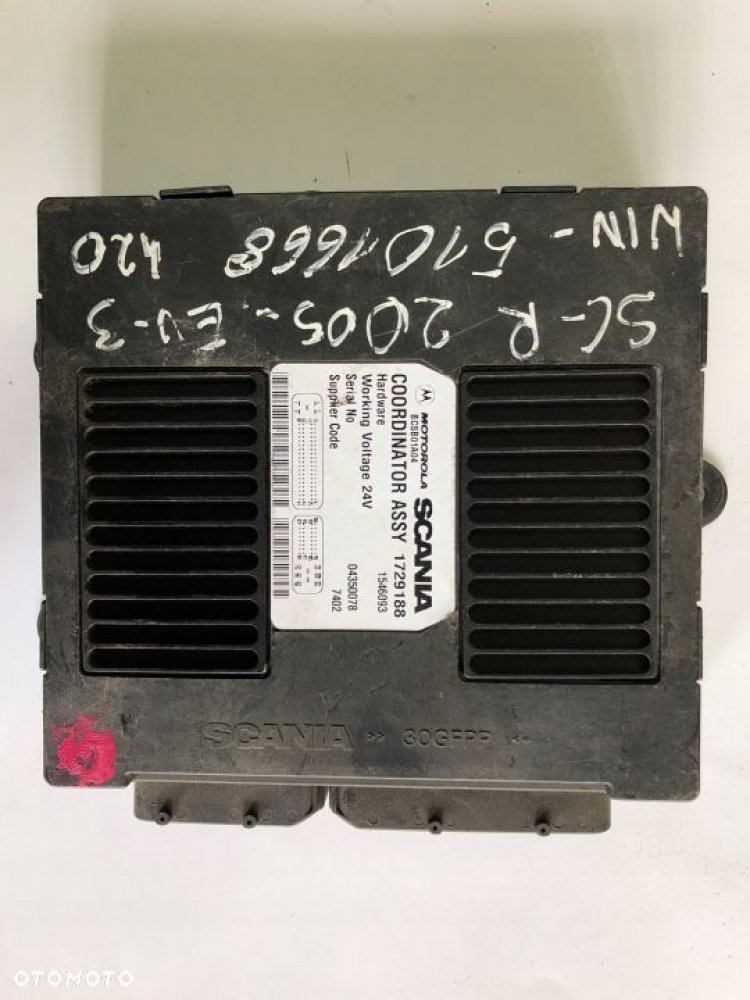 WIN - 5101668 420
SC-R 2005 - EU-3
MOTOROLA SCANIA
BCSB01A04
COORDINATOR ASSY 1729188
Hardware 1546093
Working Voltage 24V
Serial No 04350078
Supplier Code 7402
SCANIA >> 30GFPP <<
OTOMOTO